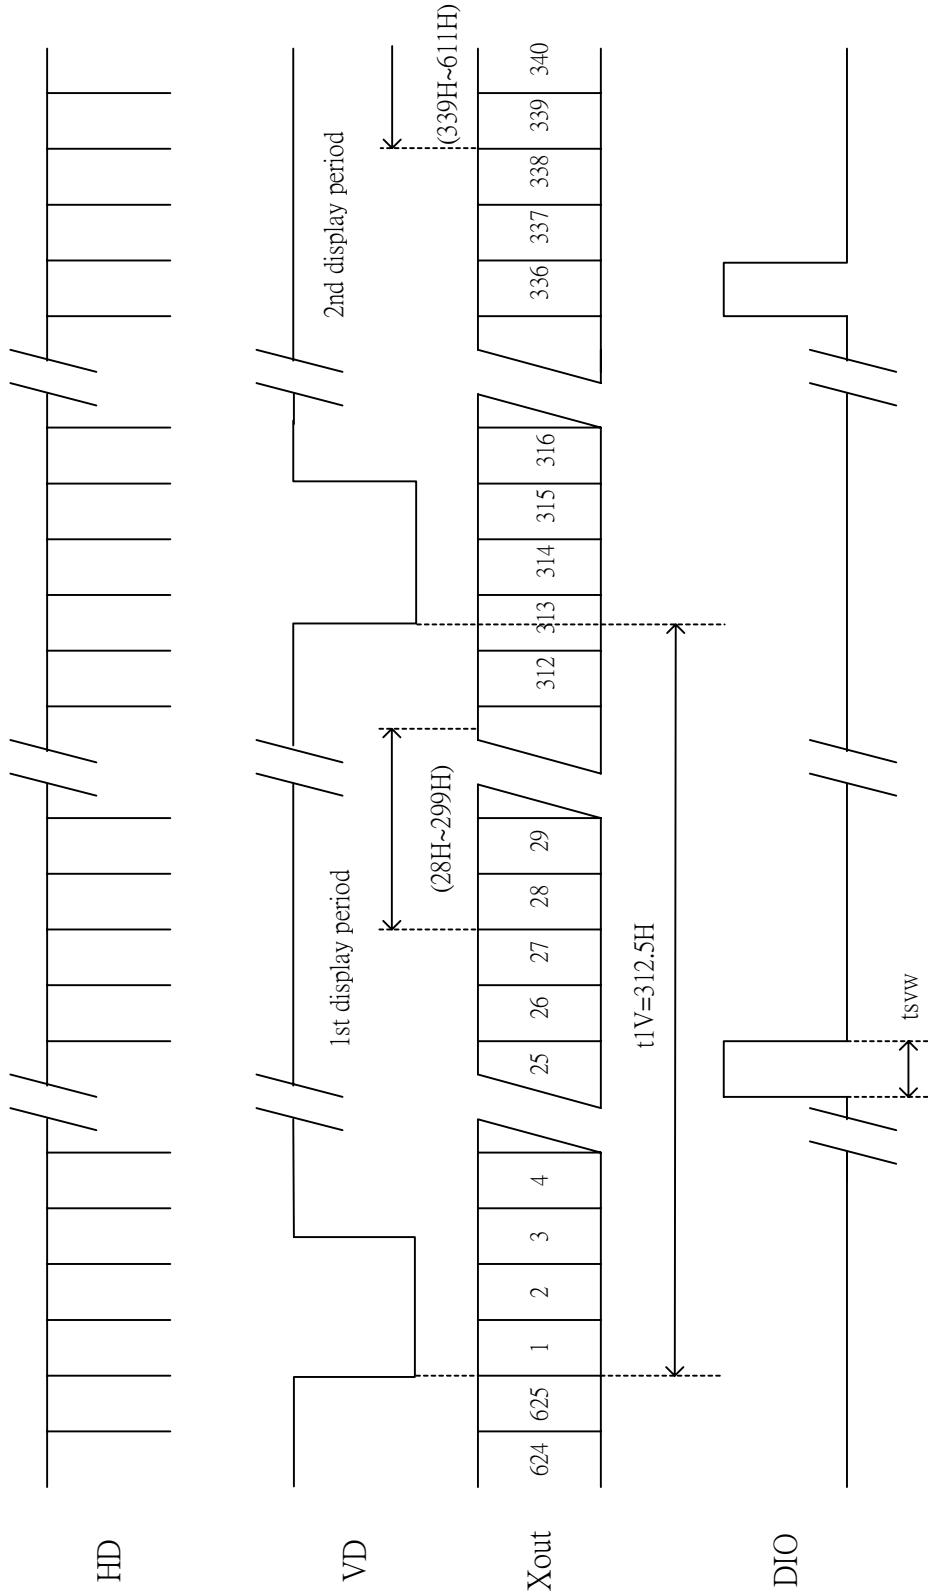 HD
VD
1st display period
2nd display period
(28H~299H)
(339H~611H)
Xout
624 625 1 2 3 4 25 26 27 28 29 312 313 314 315 316 336 337 338 339 340
t1V=312.5H
DIO
tsvw